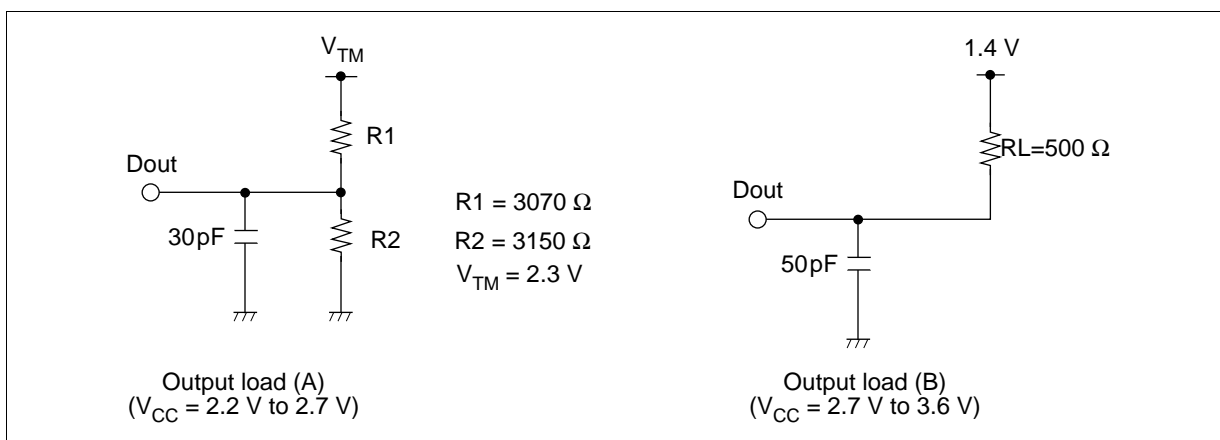 V_TM
R1
Dout
30pF
R2
R1 = 3070 Ω
R2 = 3150 Ω
V_TM = 2.3 V
Output load (A)
(V_CC = 2.2 V to 2.7 V)
1.4 V
RL=500 Ω
Dout
50pF
Output load (B)
(V_CC = 2.7 V to 3.6 V)